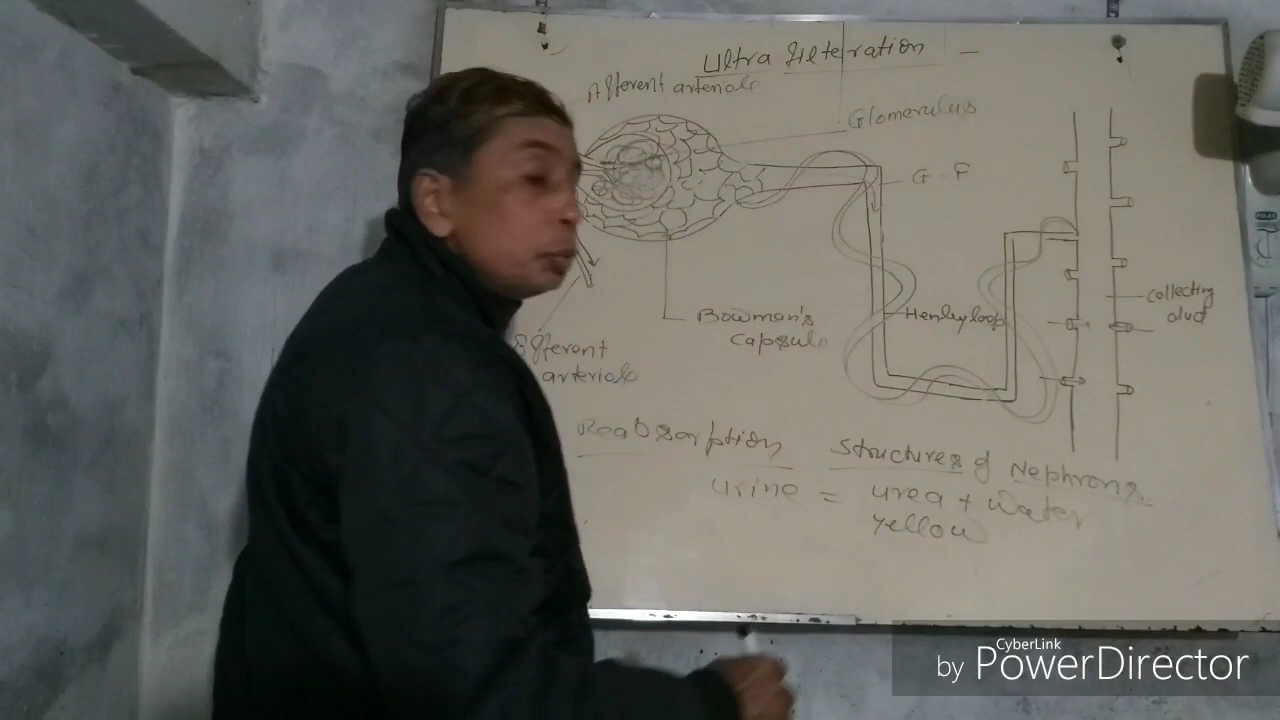 Ultra filteration -
Afferent arteriole
Glomerulus
G.F
Bowman's
Capsule
Henley loop
collecting
duct
Efferent
arteriole
Reabsorption
Structures of Nephrons
Urine = urea + water
yellow
CyberLink
by PowerDirector